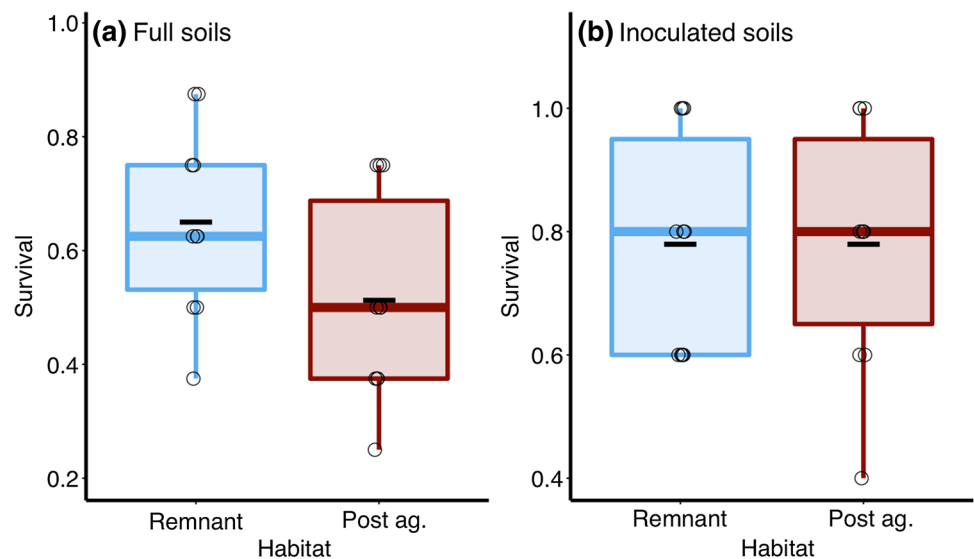 (a) Full soils
1.0
0.8
0.6
0.4
0.2
Survival
Remnant
Post ag.
Habitat
(b) Inoculated soils
1.0
0.8
0.6
0.4
Survival
Remnant
Post ag.
Habitat